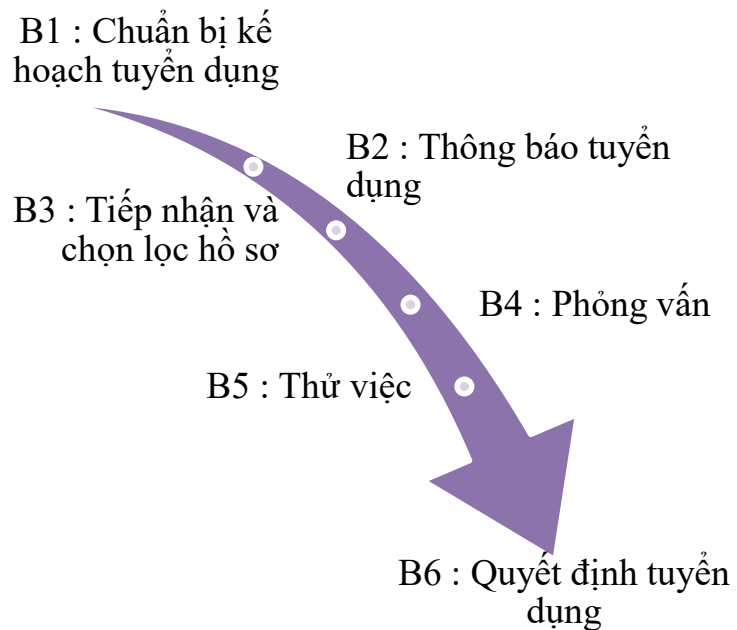 B1 : Chuẩn bị kế
hoạch tuyển dụng
B2 : Thông báo tuyển
dụng
B3 : Tiếp nhận và
chọn lọc hồ sơ
B4 : Phỏng vấn
B5 : Thử việc
B6 : Quyết định tuyển
dụng